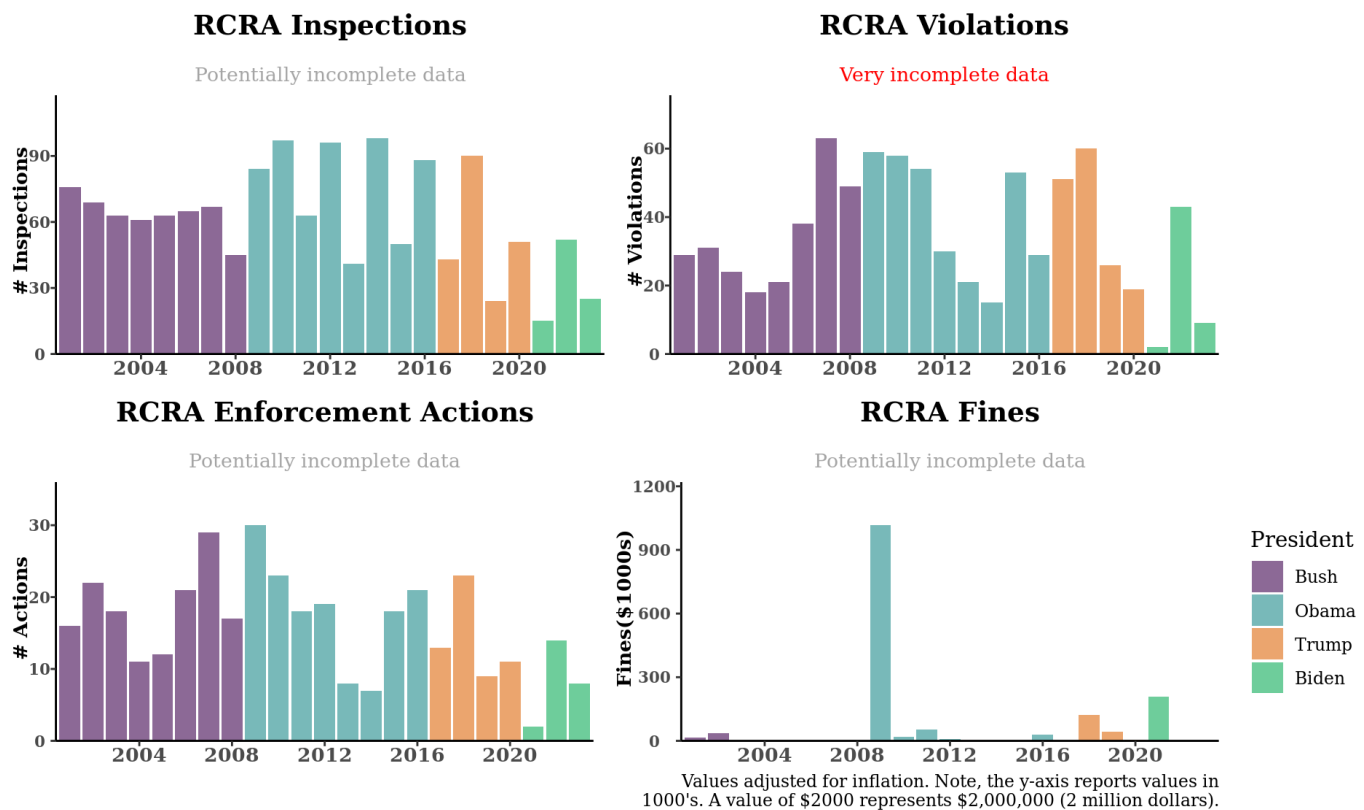 RCRA Inspections
Potentially incomplete data
# Inspections
90
60
30
0
2004
2008
2012
2016
2020
RCRA Violations
Very incomplete data
# Violations
60
40
20
0
2004
2008
2012
2016
2020
RCRA Enforcement Actions
Potentially incomplete data
# Actions
30
20
10
0
2004
2008
2012
2016
2020
RCRA Fines
Potentially incomplete data
Fines($1000s)
1200
900
600
300
0
2004
2008
2012
2016
2020
Values adjusted for inflation. Note, the y-axis reports values in
1000's. A value of $2000 represents $2,000,000 (2 million dollars).
President
Bush
Obama
Trump
Biden